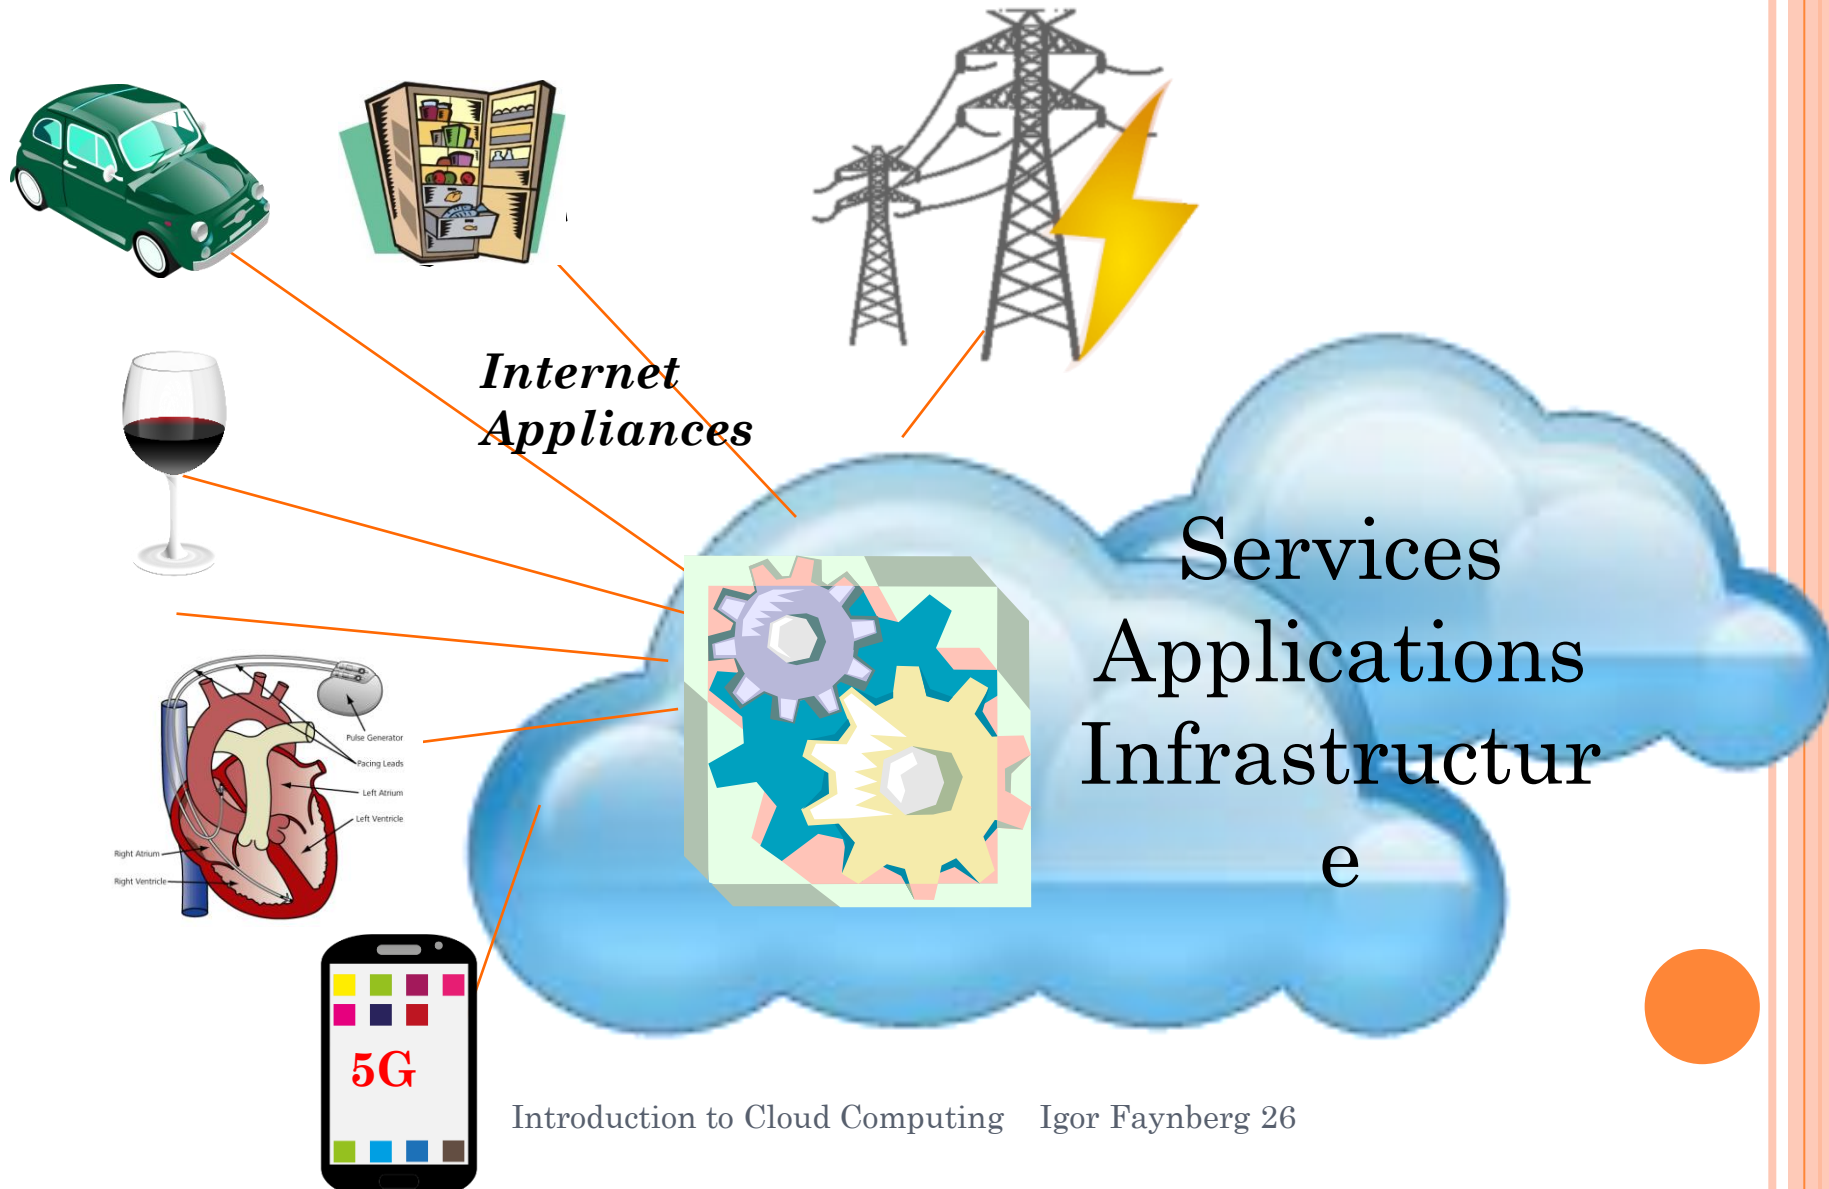 Internet
Appliances
Services
Applications
Infrastructur
e
Pulse Generator
Pacing Leads
Left Atrium
Left Ventricle
Right Atrium
Right Ventricle
5G
Introduction to Cloud Computing Igor Faynberg 26